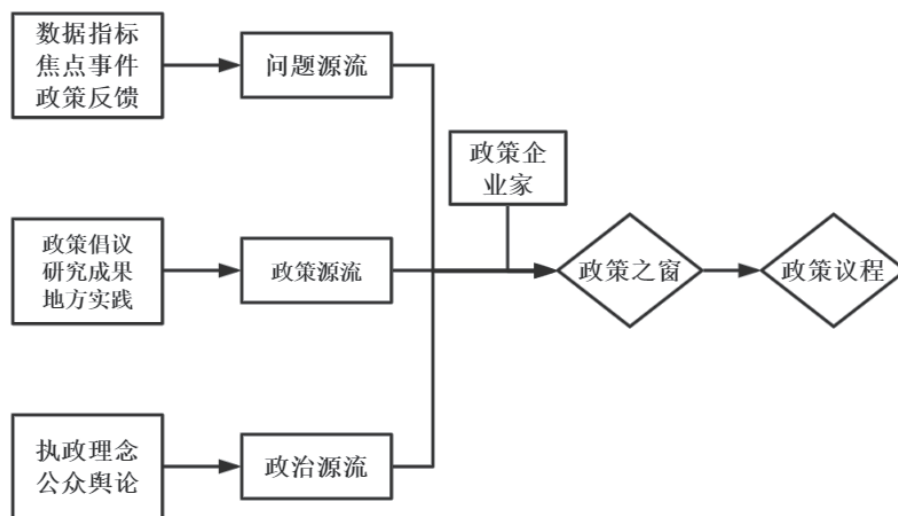 数据指标
焦点事件
政策反馈
问题源流
政策企
业家
政策倡议
研究成果
地方实践
政策源流
政策之窗
政策议程
执政理念
公众舆论
政治源流